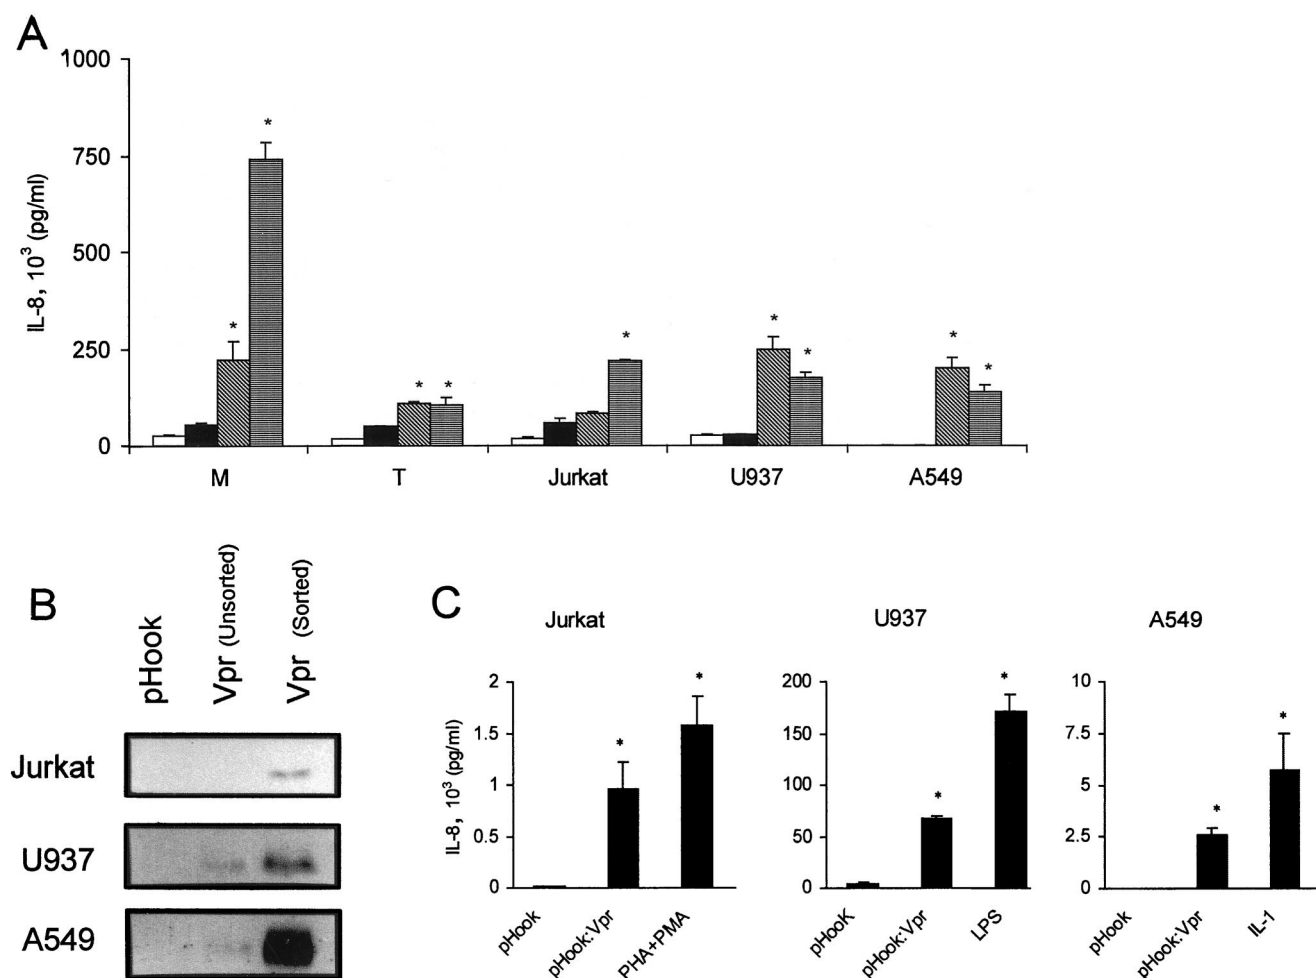 A
1000
750
500
250
0
IL-8, 10³ (pg/ml)
* * * * * * * * *
M T Jurkat U937 A549
B
pHook
Vpr (Unsorted)
Vpr (Sorted)
Jurkat
U937
A549
C
Jurkat
IL-8, 10³ (pg/ml)
2
1.5
1
0.5
0
* *
pHook
pHook:Vpr
PHA+PMA
U937
200
150
100
50
0
* *
pHooK
pHook:Vpr
LPS
A549
10
7.5
5
2.5
0
* *
pHook
pHook:Vpr
IL-1